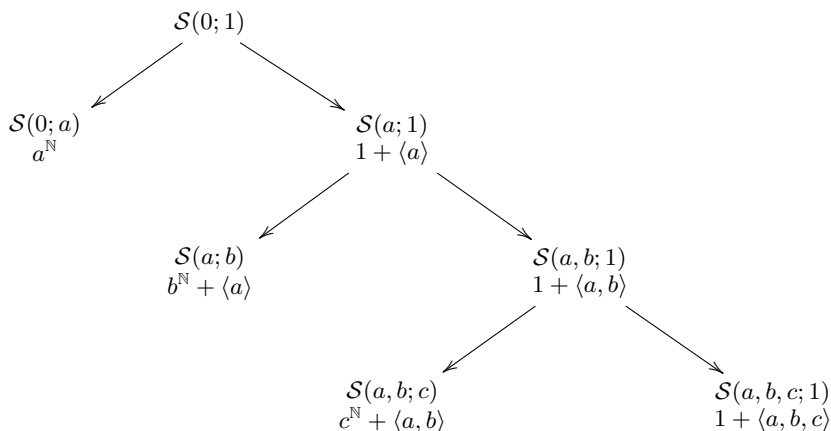 𝒮(0; 1)
𝒮(0; a)
a^ℕ
𝒮(a; 1)
1 + ⟨a⟩
𝒮(a; b)
b^ℕ + ⟨a⟩
𝒮(a, b; 1)
1 + ⟨a, b⟩
𝒮(a, b; c)
c^ℕ + ⟨a, b⟩
𝒮(a, b, c; 1)
1 + ⟨a, b, c⟩